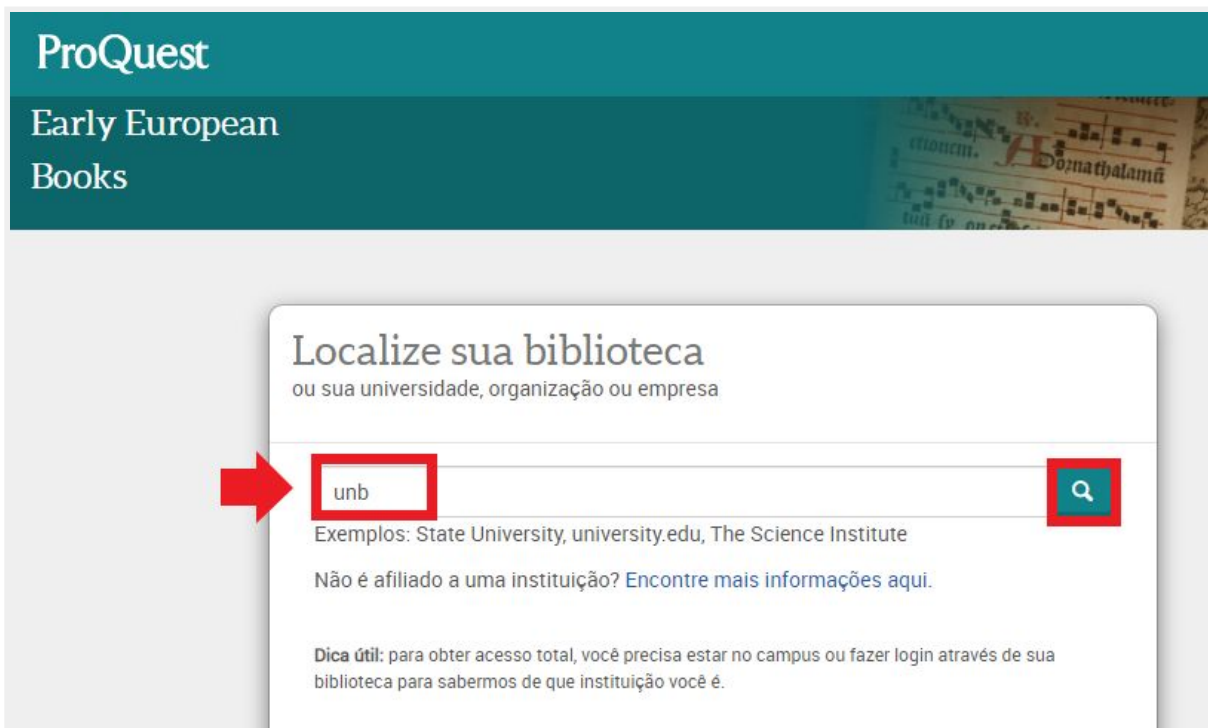 ProQuest
Early European
Books
ctionem. Adornathalamū
Localize sua biblioteca
ou sua universidade, organização ou empresa
unb
Exemplos: State University, university.edu, The Science Institute
Não é afiliado a uma instituição? Encontre mais informações aqui.
Dica útil: para obter acesso total, você precisa estar no campus ou fazer login através de sua
biblioteca para sabermos de que instituição você é.